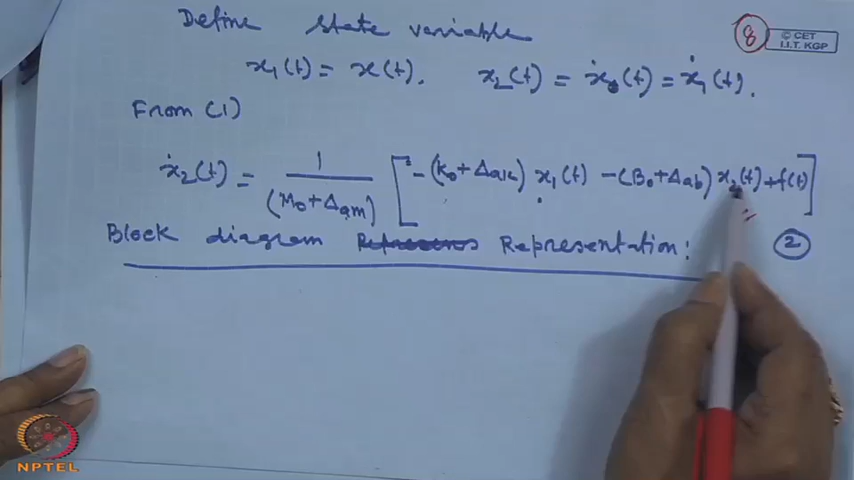 Define state variable
8
© CET
I.I.T. KGP
x₁(t) = x(t). x₂(t) = ẋ(t) = ẋ₁(t).
From (1)
ẋ₂(t) = 1/(M₀+Δam) [-(K₀+Δak) x₁(t) -(B₀+Δab) x₂(t)+f(t)]
Block diagram Representation: 2
NPTEL